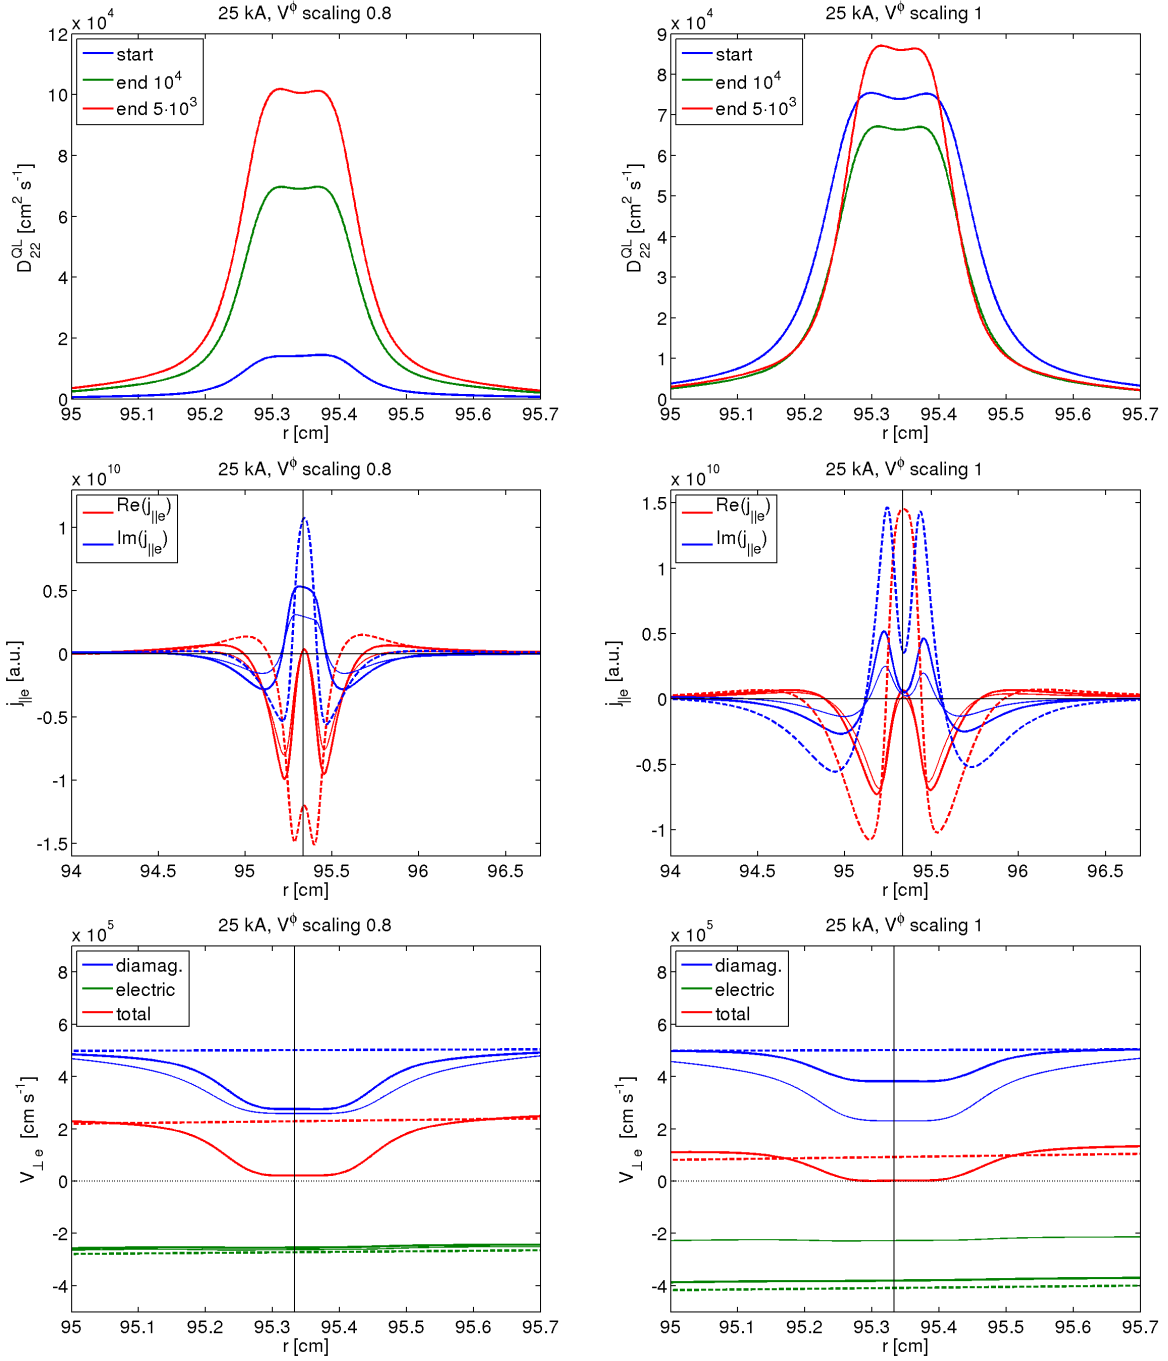 25 kA, V^ϕ scaling 0.8
x 10^4
12
10
8
6
4
2
0
start
end 10^4
end 5·10^3
D_22^QL [cm^2 s^-1]
95 95.1 95.2 95.3 95.4 95.5 95.6 95.7
r [cm]
25 kA, V^ϕ scaling 1
x 10^4
9
8
7
6
5
4
3
2
1
0
start
end 10^4
end 5·10^3
D_22^QL [cm^2 s^-1]
95 95.1 95.2 95.3 95.4 95.5 95.6 95.7
r [cm]
25 kA, V^ϕ scaling 0.8
x 10^10
1
0.5
0
-0.5
-1
-1.5
Re(j_||e)
Im(j_||e)
j_||e [a.u.]
94 94.5 95 95.5 96 96.5
r [cm]
25 kA, V^ϕ scaling 1
x 10^10
1.5
1
0.5
0
-0.5
-1
Re(j_||e)
Im(j_||e)
j_||e [a.u.]
94 94.5 95 95.5 96 96.5
r [cm]
25 kA, V^ϕ scaling 0.8
x 10^5
8
6
4
2
0
-2
-4
diamag.
electric
total
V_⊥ e [cm s^-1]
95 95.1 95.2 95.3 95.4 95.5 95.6 95.7
r [cm]
25 kA, V^ϕ scaling 1
x 10^5
8
6
4
2
0
-2
-4
diamag.
electric
total
V_⊥ e [cm s^-1]
95 95.1 95.2 95.3 95.4 95.5 95.6 95.7
r [cm]